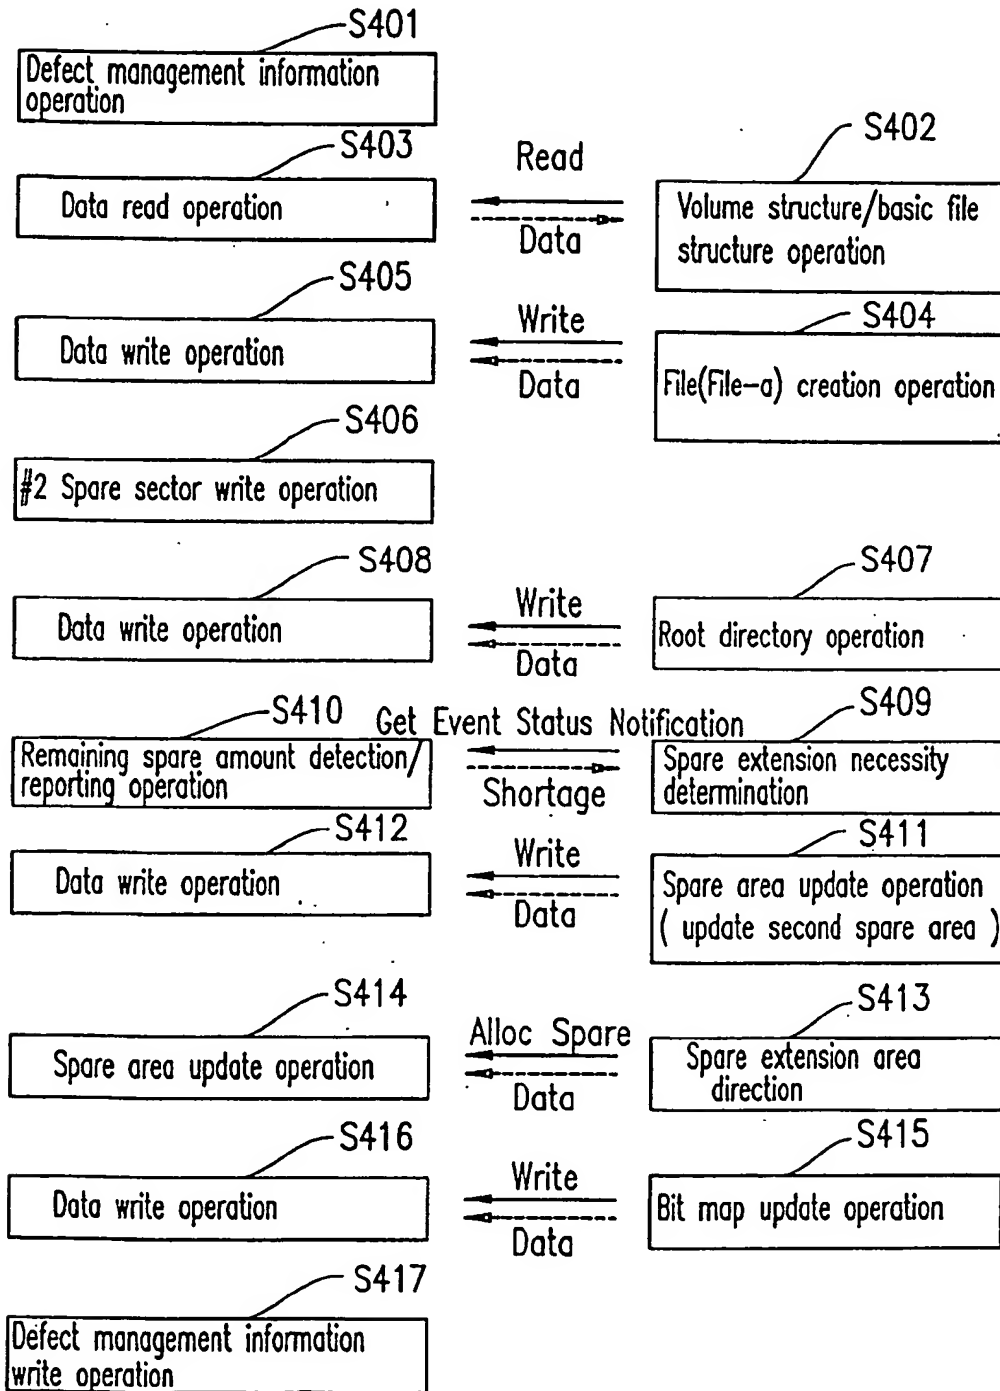 S401
Defect management information
operation
S402
S403
Read
Data read operation
Volume structure/basic file
structure operation
Data
S405
S404
Write
Data write operation
File(File-a) creation operation
Data
S406
#2 Spare sector write operation
S408
S407
Write
Data write operation
Root directory operation
Data
S410
S409
Get Event Status Notification
Remaining spare amount detection/
reporting operation
Spare extension necessity
determination
Shortage
S412
S411
Write
Data write operation
Spare area update operation
( update second spare area )
Data
S414
S413
Alloc Spare
Spare area update operation
Spare extension area
direction
Data
S416
S415
Write
Data write operation
Bit map update operation
Data
S417
Defect management information
write operation